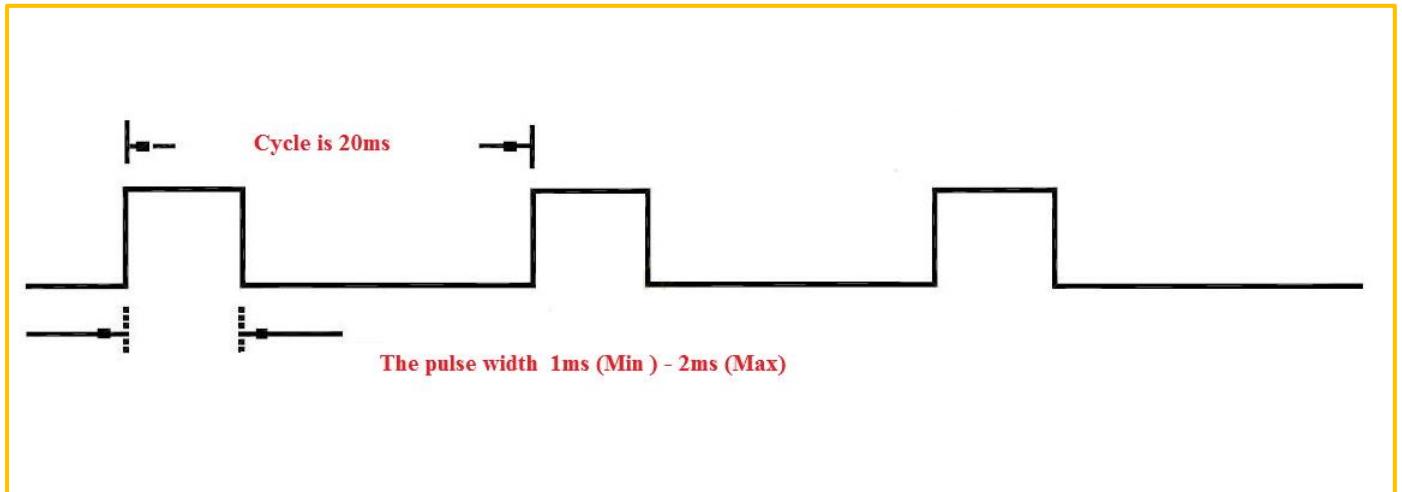 Cycle is 20ms
The pulse width 1ms (Min ) - 2ms (Max)